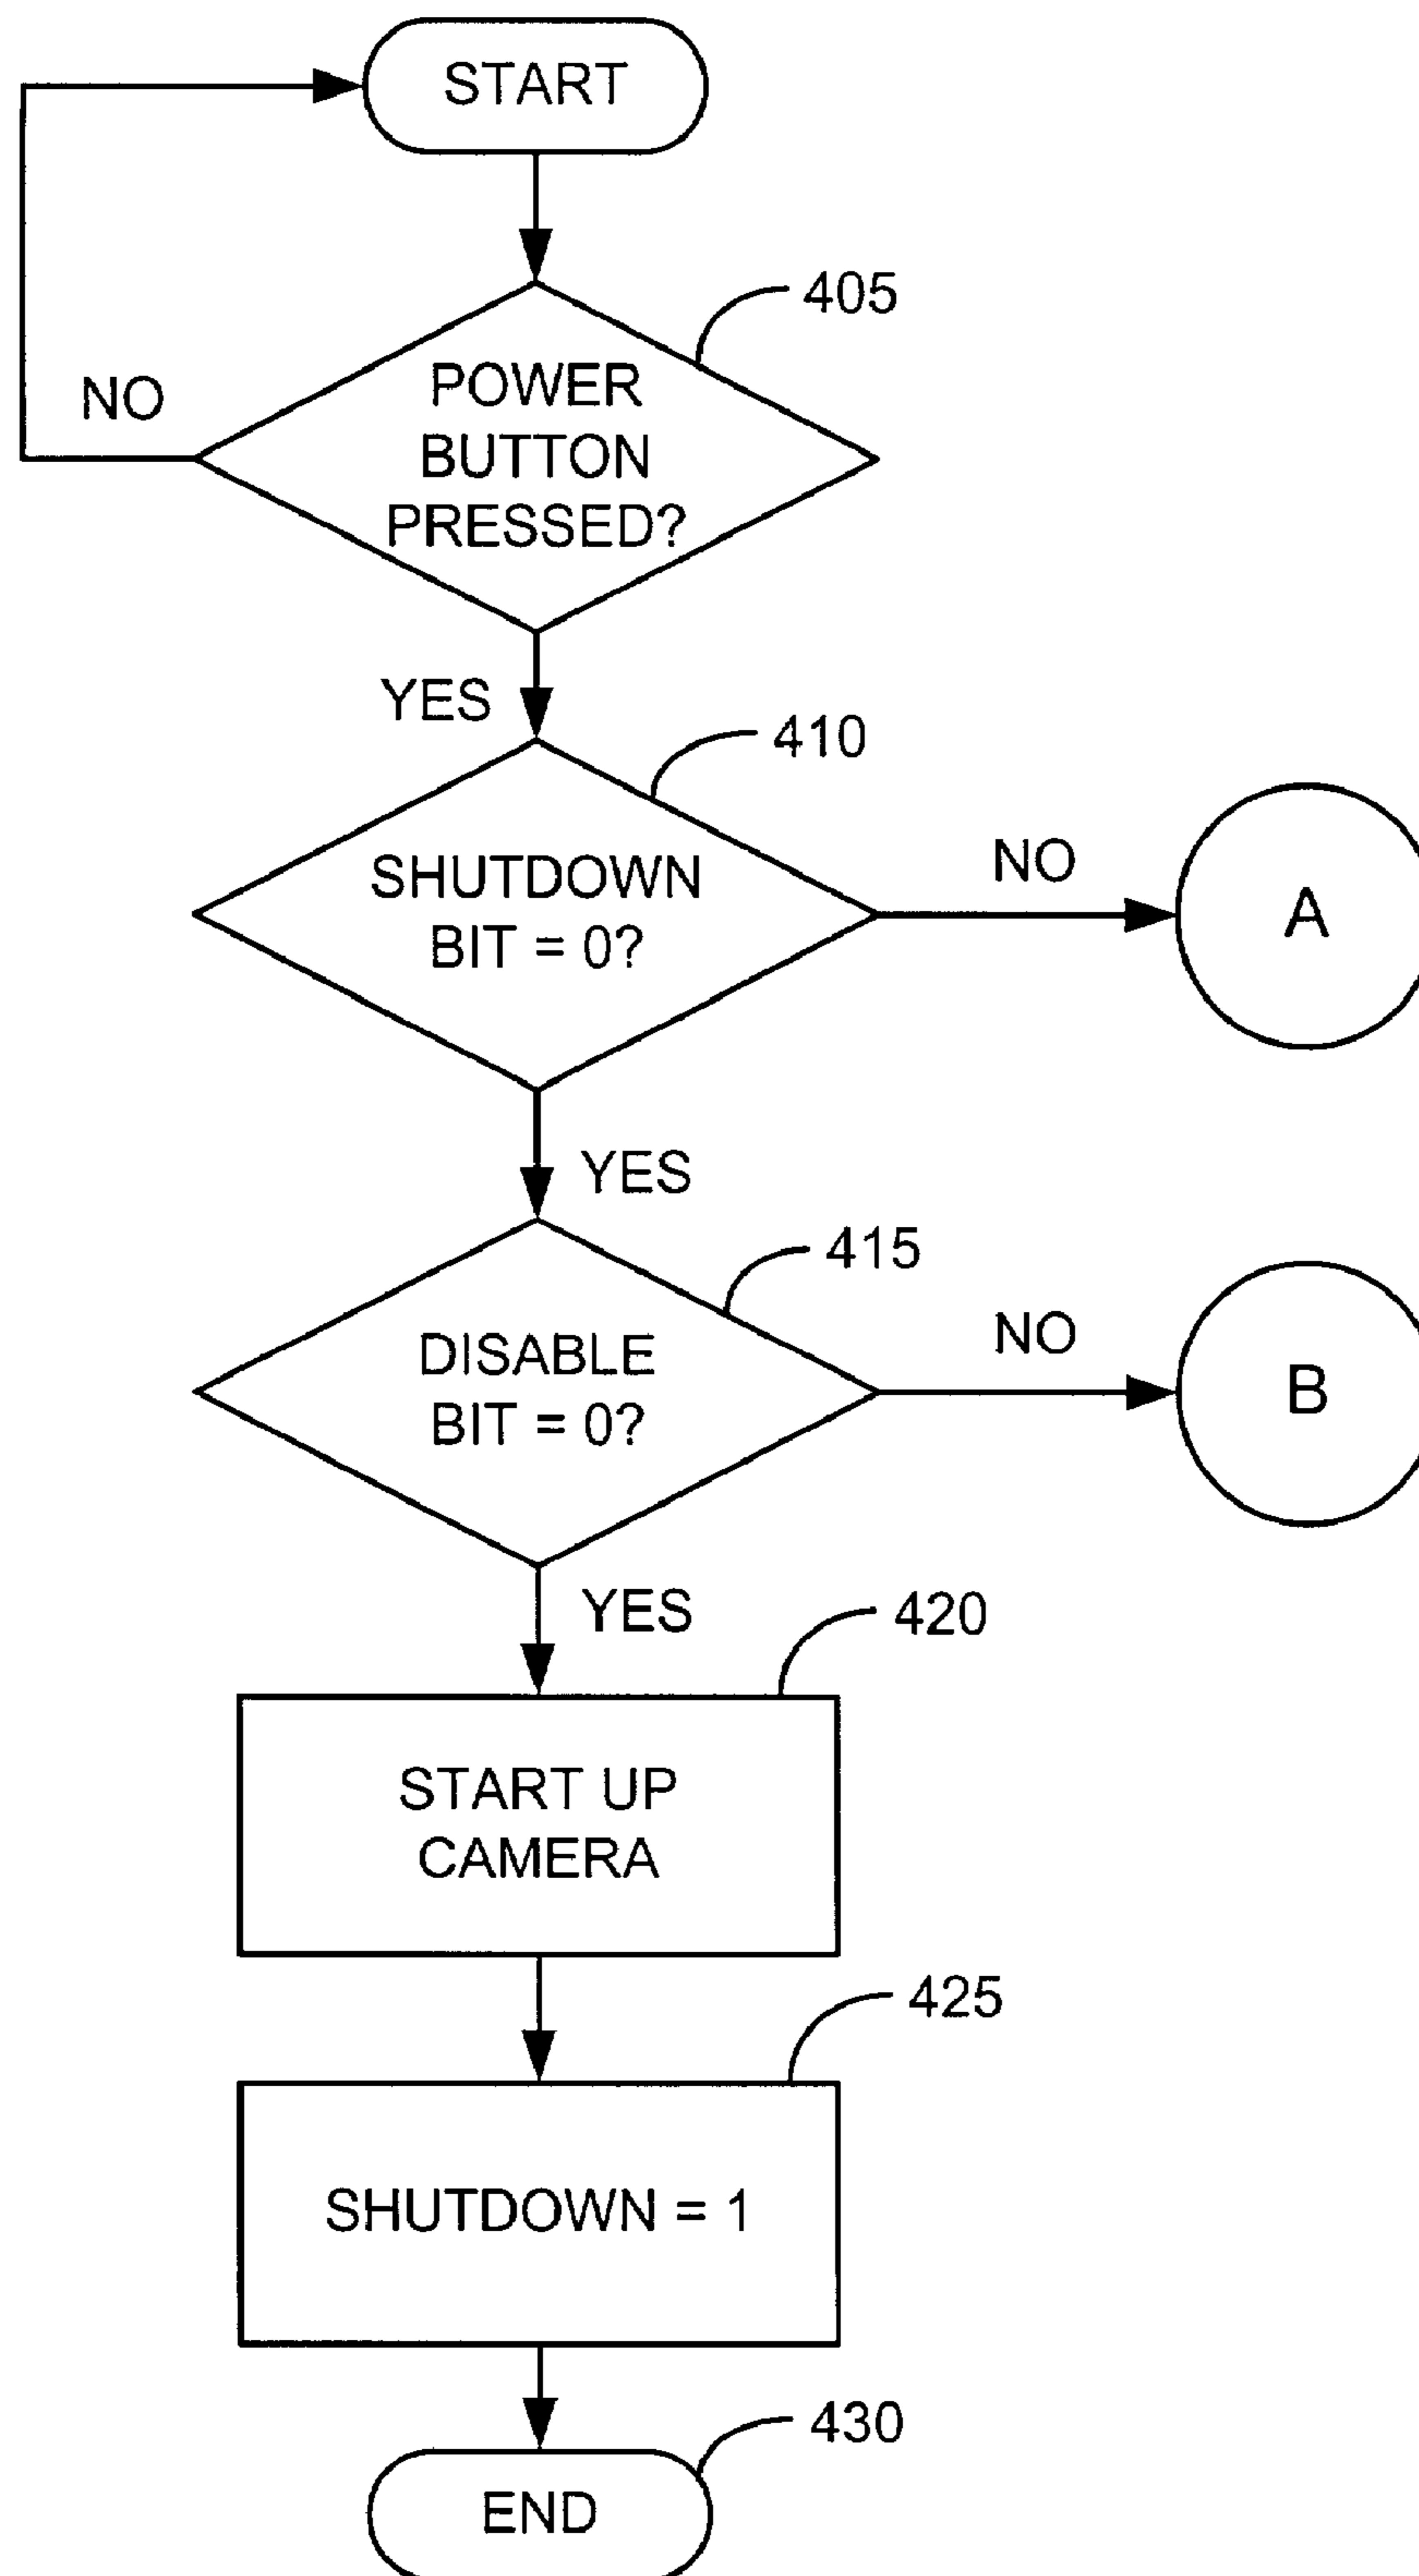 START
405
POWER
BUTTON
PRESSED?
NO
YES
410
SHUTDOWN
BIT = 0?
NO
A
YES
415
DISABLE
BIT = 0?
NO
B
YES
420
START UP
CAMERA
425
SHUTDOWN = 1
430
END